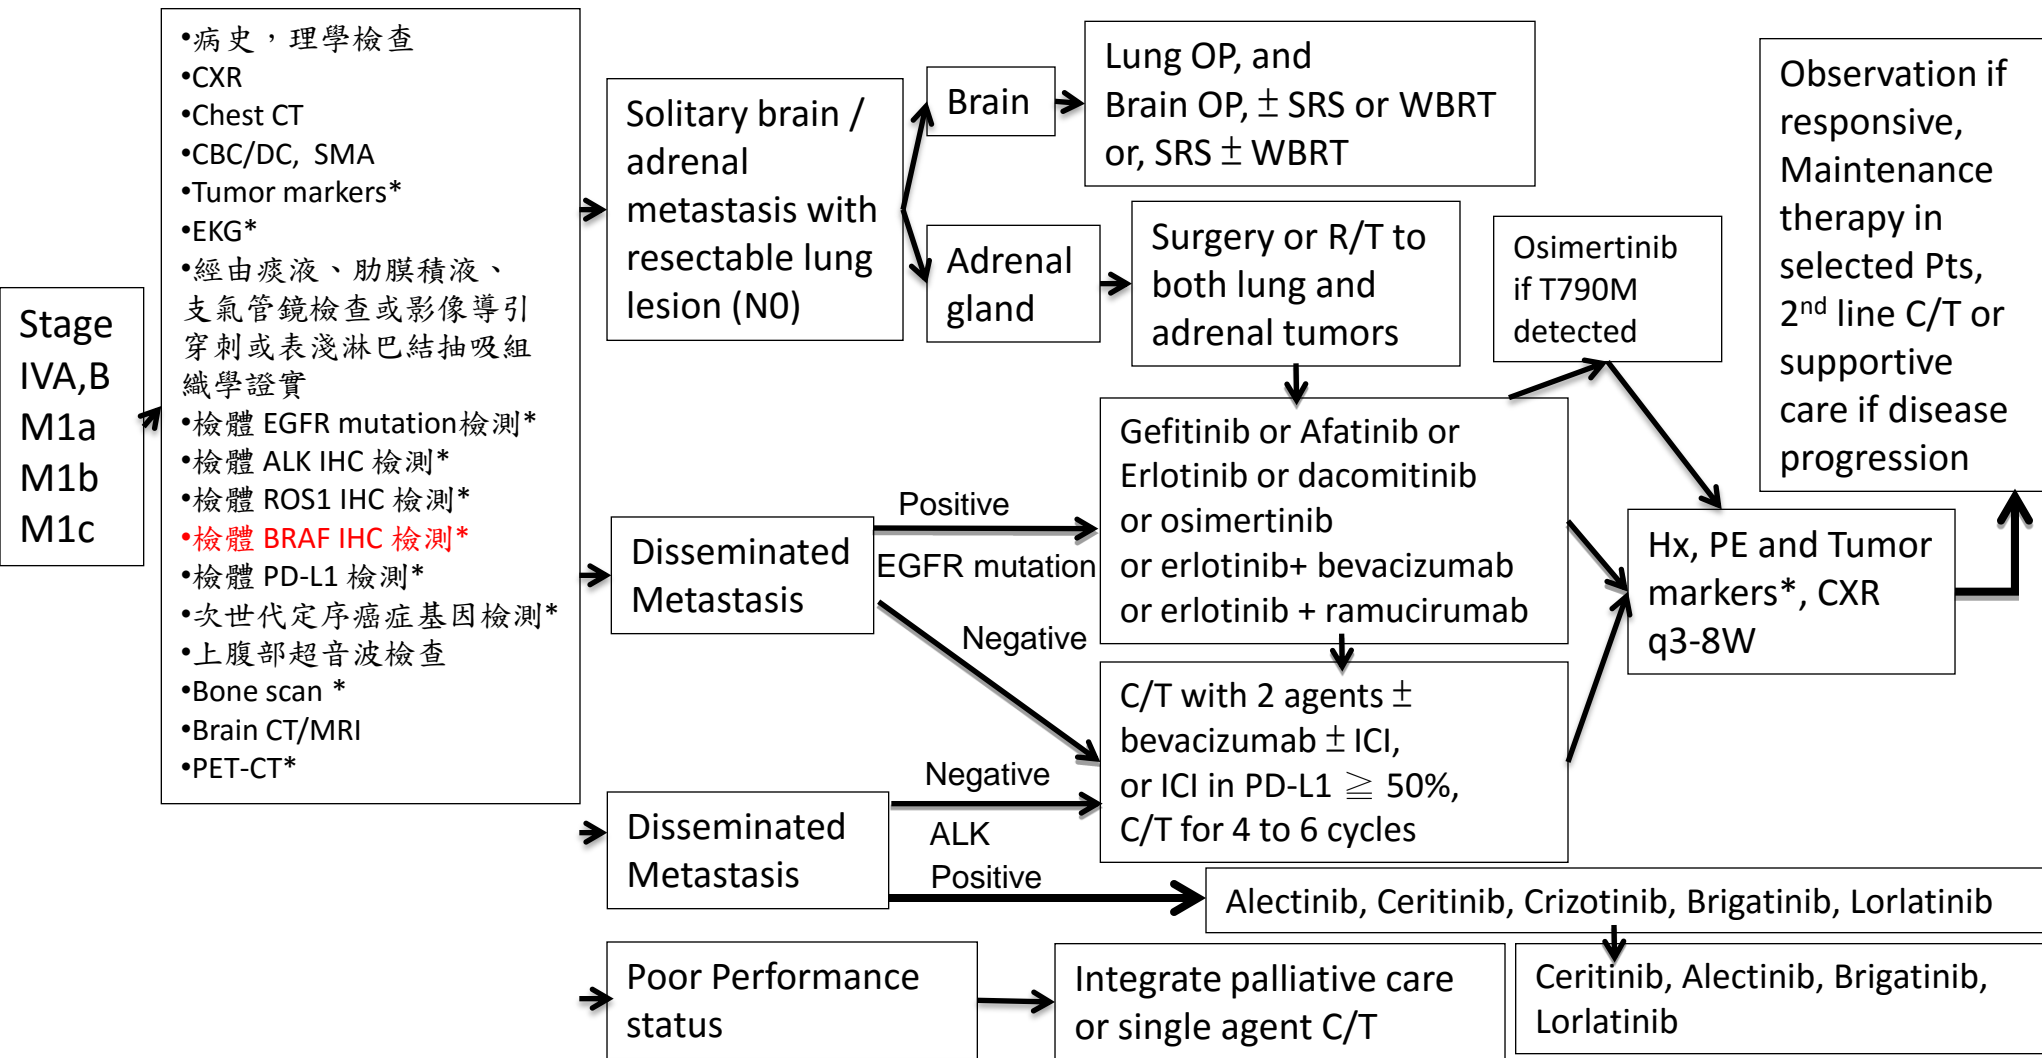 Stage
IVA,B
M1a
M1b
M1c
•病史，理學檢查
•CXR
•Chest CT
•CBC/DC, SMA
•Tumor markers*
•EKG*
•經由痰液、肋膜積液、
支氣管鏡檢查或影像導引
穿刺或表淺淋巴結抽吸組
織學證實
•檢體 EGFR mutation檢測*
•檢體 ALK IHC 檢測*
•檢體 ROS1 IHC 檢測*
•檢體 BRAF IHC 檢測*
•檢體 PD-L1 檢測*
•次世代定序癌症基因檢測*
•上腹部超音波檢查
•Bone scan *
•Brain CT/MRI
•PET-CT*
Solitary brain /
adrenal
metastasis with
resectable lung
lesion (N0)
Brain
Lung OP, and
Brain OP, ± SRS or WBRT
or, SRS ± WBRT
Adrenal
gland
Surgery or R/T to
both lung and
adrenal tumors
Osimertinib
if T790M
detected
Observation if
responsive,
Maintenance
therapy in
selected Pts,
2nd line C/T or
supportive
care if disease
progression
Disseminated
Metastasis
Positive
EGFR mutation
Negative
Gefitinib or Afatinib or
Erlotinib or dacomitinib
or osimertinib
or erlotinib+ bevacizumab
or erlotinib + ramucirumab
Hx, PE and Tumor
markers*, CXR
q3-8W
C/T with 2 agents ±
bevacizumab ± ICI,
or ICI in PD-L1 ≧ 50%,
C/T for 4 to 6 cycles
Disseminated
Metastasis
Negative
ALK
Positive
Alectinib, Ceritinib, Crizotinib, Brigatinib, Lorlatinib
Ceritinib, Alectinib, Brigatinib,
Lorlatinib
Poor Performance
status
Integrate palliative care
or single agent C/T